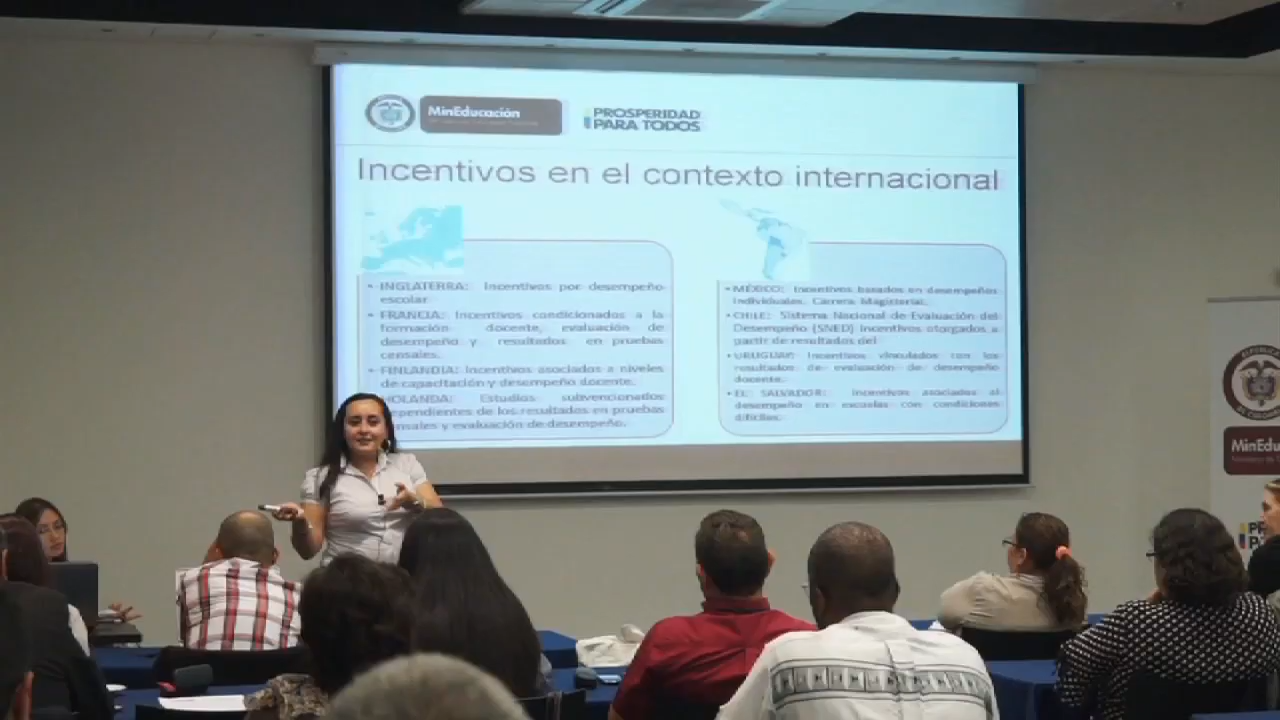 MinEducación
PROSPERIDAD
PARA TODOS
Incentivos en el contexto internacional
• INGLATERRA: Incentivos por desempeño
escolar
• FRANCIA: Incentivos condicionados a la
formación docente, evaluación de
desempeño y resultados en pruebas
censales.
• FINLANDIA: Incentivos asociados a niveles
de capacitación y desempeño docente.
HOLANDA: Estudios subvencionados
dependientes de los resultados en pruebas
censales y evaluación de desempeño.
• MÉXICO: Incentivos basados en desempeños
individuales. Carrera Magisterial.
• CHILE: Sistema Nacional de Evaluación del
Desempeño (SNED) Incentivos otorgados a
partir de resultados del
• URUGUAY: Incentivos vinculados con los
resultados de evaluación de desempeño
docente.
• EL SALVADOR: Incentivos asociados al
desempeño en escuelas con condiciones
difíciles.
REPUBLICA
MinEdu